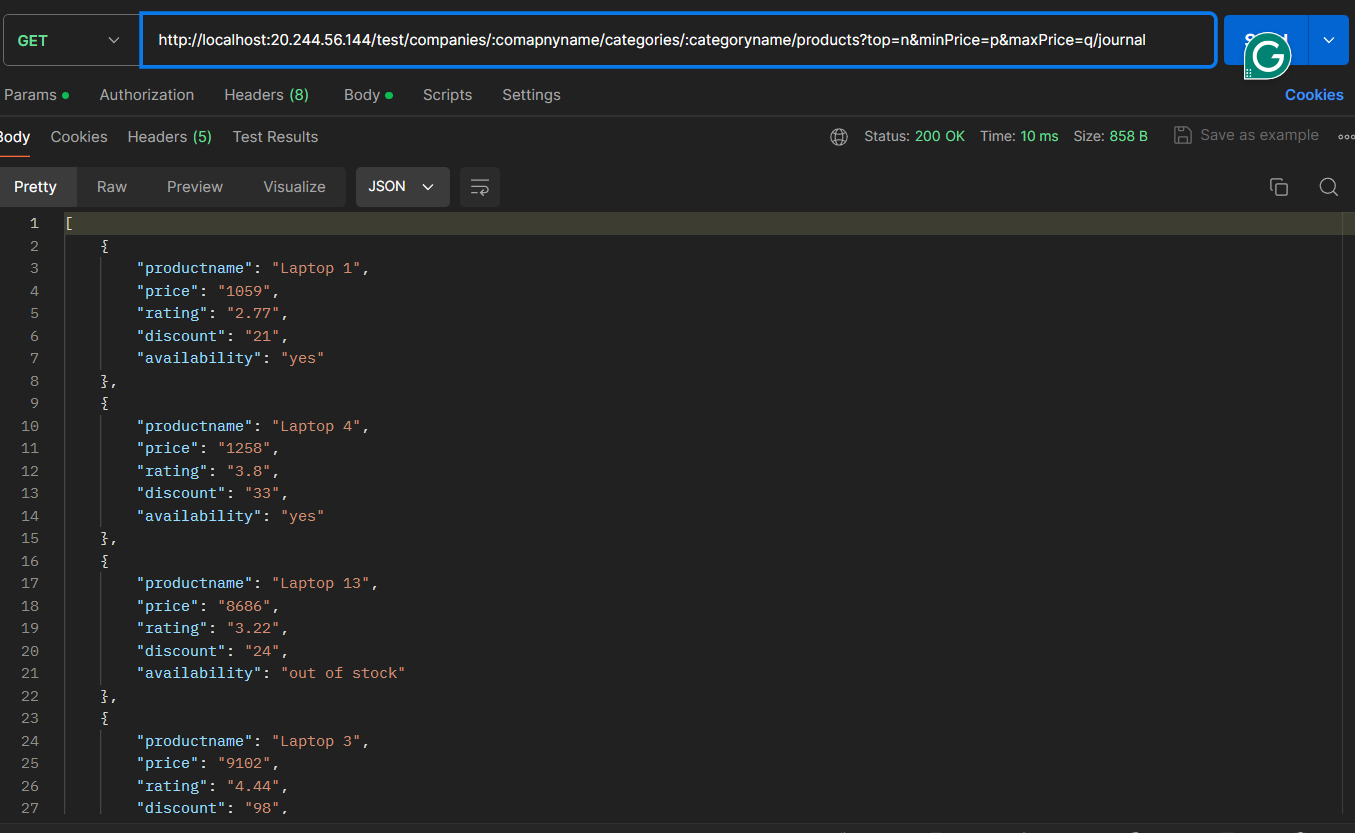 GET http://localhost:20.244.56.144/test/companies/:comapnyname/categories/:categoryname/products?top=n&minPrice=p&maxPrice=q/journal
Params Authorization Headers (8) Body Scripts Settings Cookies
Body Cookies Headers (5) Test Results Status: 200 OK Time: 10 ms Size: 858 B Save as example
Pretty Raw Preview Visualize JSON
1 [
2 {
3 "productname": "Laptop 1",
4 "price": "1059",
5 "rating": "2.77",
6 "discount": "21",
7 "availability": "yes"
8 },
9 {
10 "productname": "Laptop 4",
11 "price": "1258",
12 "rating": "3.8",
13 "discount": "33",
14 "availability": "yes"
15 },
16 {
17 "productname": "Laptop 13",
18 "price": "8686",
19 "rating": "3.22",
20 "discount": "24",
21 "availability": "out of stock"
22 },
23 {
24 "productname": "Laptop 3",
25 "price": "9102",
26 "rating": "4.44",
27 "discount": "98",